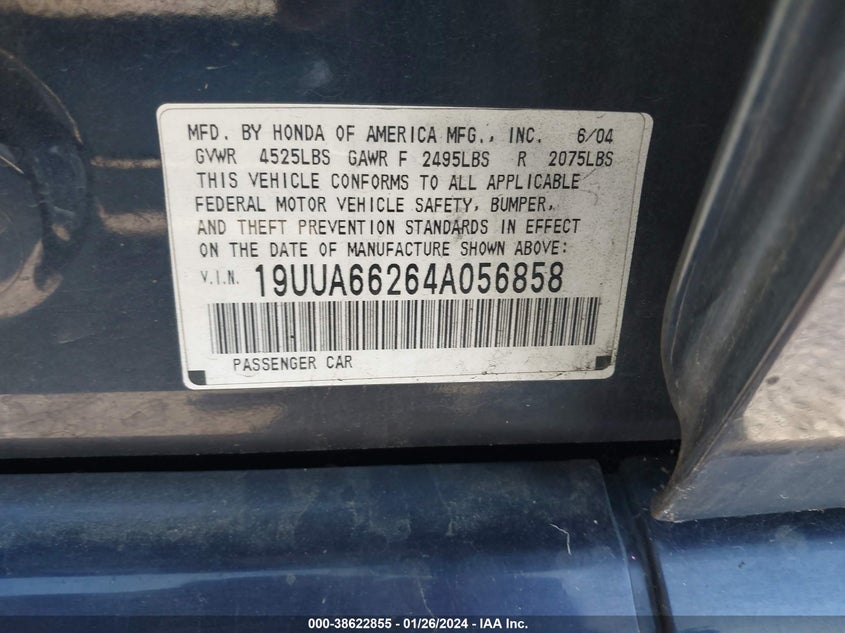 MFD. BY HONDA OF AMERICA MFG., INC. 6/04
GVWR 4525LBS GAWR F 2495LBS R 2075LBS
THIS VEHICLE CONFORMS TO ALL APPLICABLE
FEDERAL MOTOR VEHICLE SAFETY, BUMPER,
AND THEFT PREVENTION STANDARDS IN EFFECT
ON THE DATE OF MANUFACTURE SHOWN ABOVE:
V.I.N. 19UUA66264A056858
PASSENGER CAR
000-38622855 — 01/26/2024 — IAA Inc.